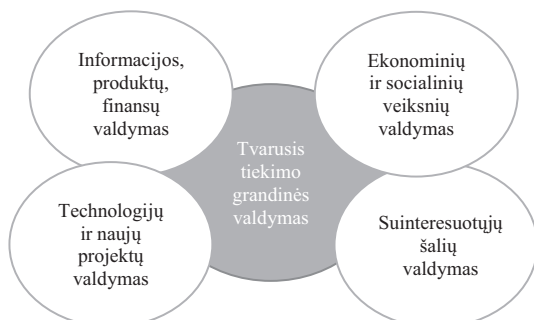 Informacijos,
produktų,
finansų
valdymas
Ekonominių
ir socialinių
veiksnių
valdymas
Tvarusis
tiekimo
grandinės
valdymas
Technologijų
ir naujų
projektų
valdymas
Suinteresuotųjų
šalių
valdymas